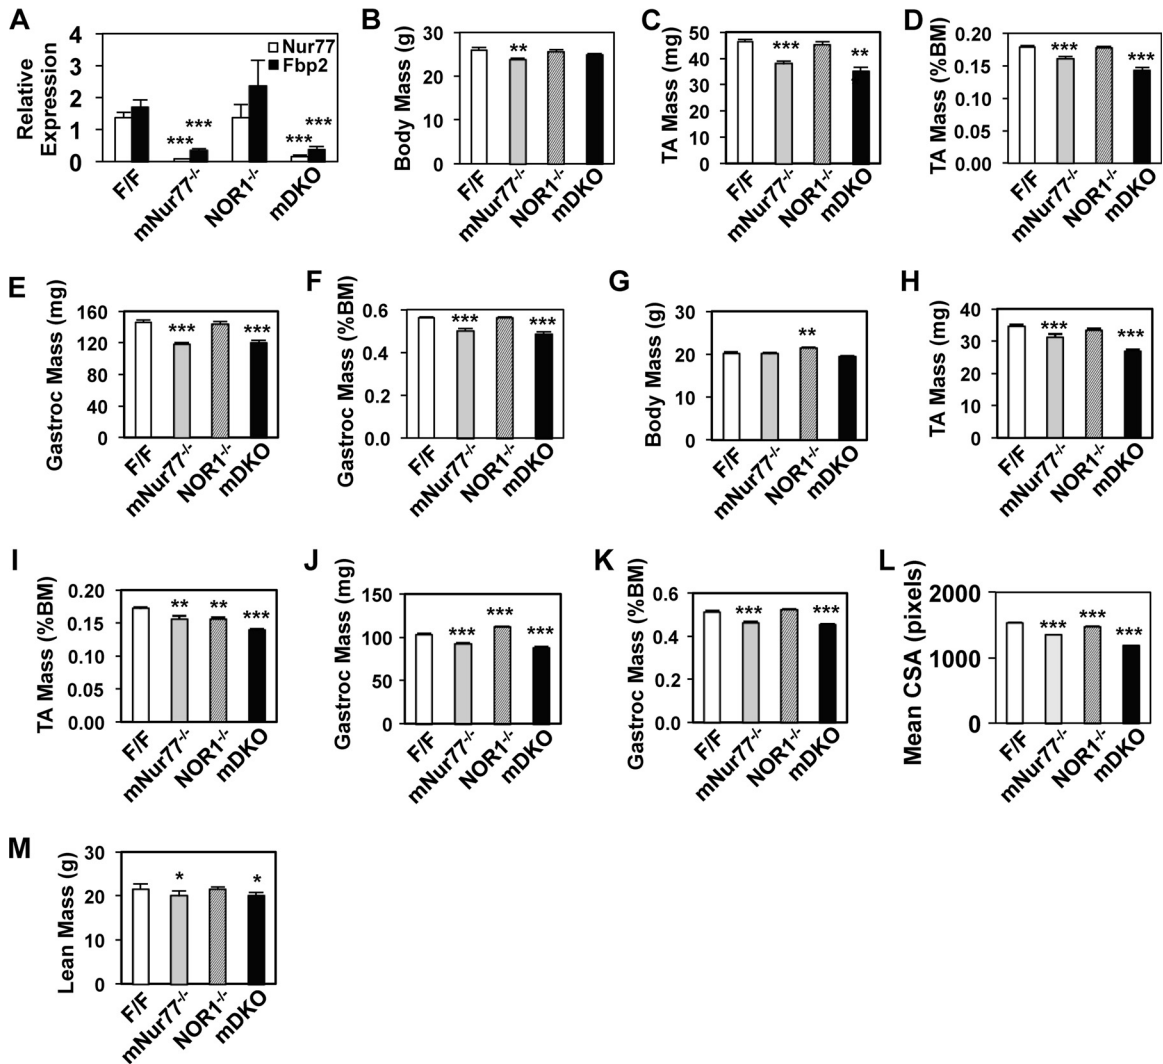 A
Relative
Expression
4
3
2
1
0
Nur77
Fbp2
***
***
***
***
F/F
mNur77-/-
NOR1-/-
mDKO
B
Body Mass (g)
30
20
10
0
**
F/F
mNur77-/-
NOR1-/-
mDKO
C
TA Mass (mg)
50
40
30
20
10
0
***
**
F/F
mNur77-/-
NOR1-/-
mDKO
D
TA Mass (%BM)
0.20
0.15
0.10
0.05
0.00
***
***
F/F
mNur77-/-
NOR1-/-
mDKO
E
Gastroc Mass (mg)
160
120
80
40
0
***
***
F/F
mNur77-/-
NOR1-/-
mDKO
F
Gastroc Mass (%BM)
0.6
0.4
0.2
0.0
***
***
F/F
mNur77-/-
NOR1-/-
mDKO
G
Body Mass (g)
30
20
10
0
**
F/F
mNur77-/-
NOR1-/-
mDKO
H
TA Mass (mg)
40
30
20
10
0
***
***
F/F
mNur77-/-
NOR1-/-
mDKO
I
TA Mass (%BM)
0.20
0.15
0.10
0.05
0.00
**
**
***
F/F
mNur77-/-
NOR1-/-
mDKO
J
Gastroc Mass (mg)
150
100
50
0
***
***
***
F/F
mNur77-/-
NOR1-/-
mDKO
K
Gastroc Mass (%BM)
0.6
0.4
0.2
0.0
***
***
F/F
mNur77-/-
NOR1-/-
mDKO
L
Mean CSA (pixels)
2000
1000
0
***
***
***
F/F
mNur77-/-
NOR1-/-
mDKO
M
Lean Mass (g)
30
20
10
0
*
*
F/F
mNur77-/-
NOR1-/-
mDKO